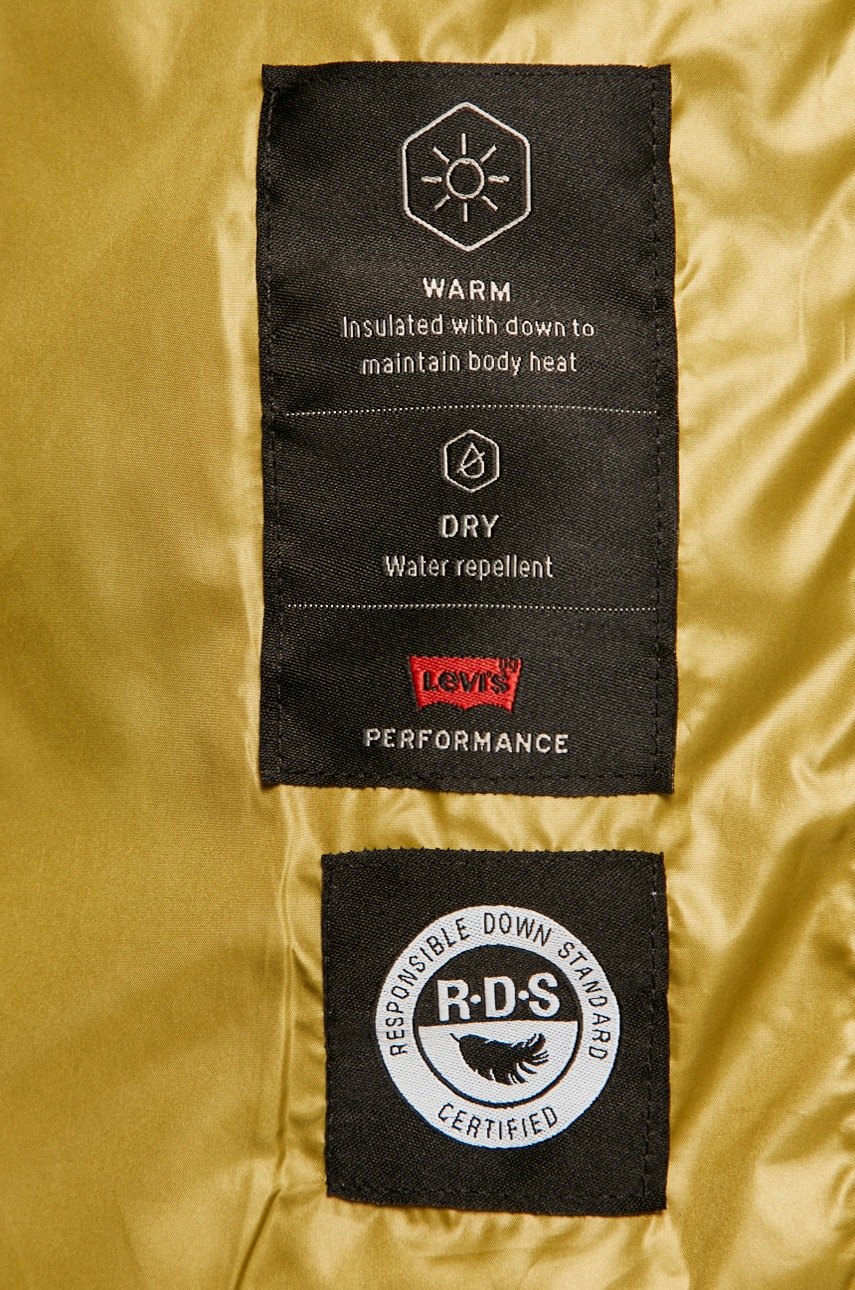 WARM
Insulated with down to
maintain body heat
DRY
Water repellent
Levi's
PERFORMANCE
RESPONSIBLE DOWN STANDARD
R·D·S
CERTIFIED